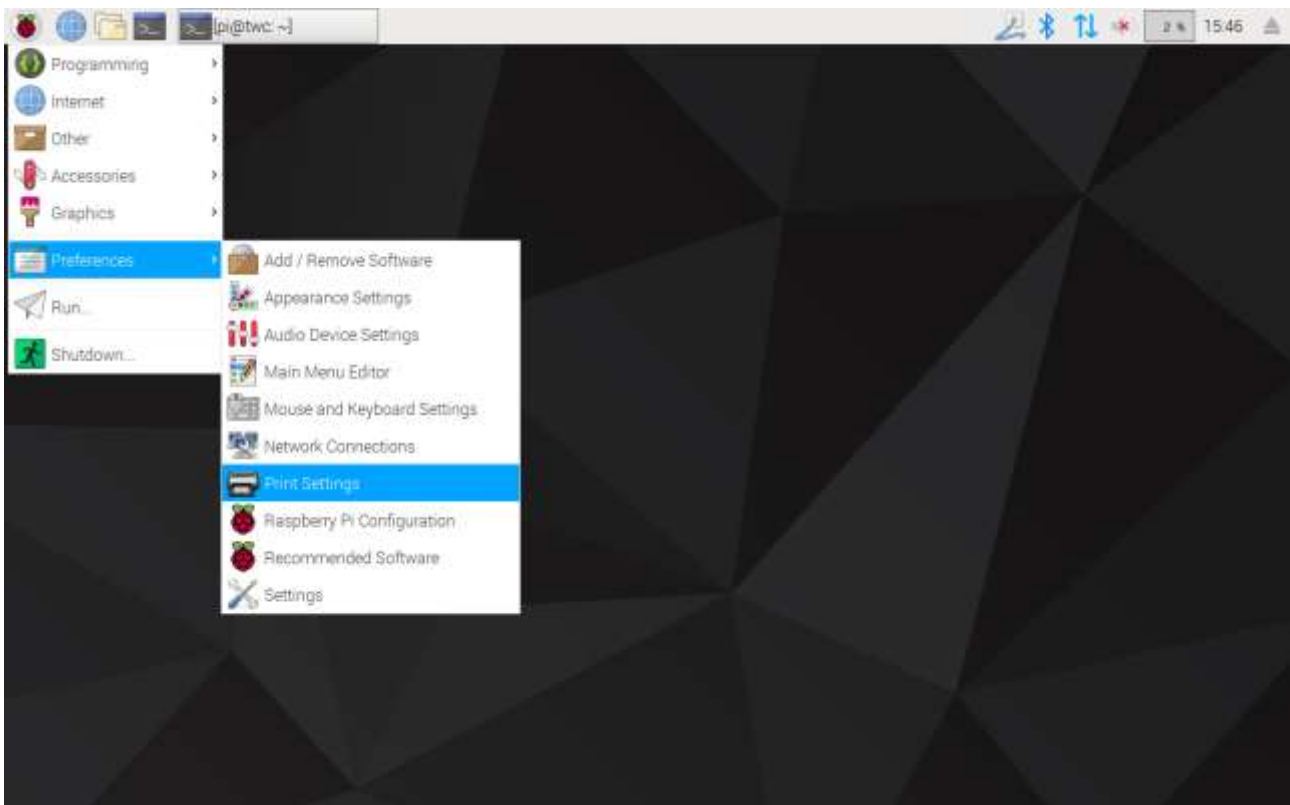 [pi@twc: ~]
2 %
15:46
Programming
Internet
Other
Accessories
Graphics
Preferences
Run...
Shutdown...
Add / Remove Software
Appearance Settings
Audio Device Settings
Main Menu Editor
Mouse and Keyboard Settings
Network Connections
Print Settings
Raspberry Pi Configuration
Recommended Software
Settings